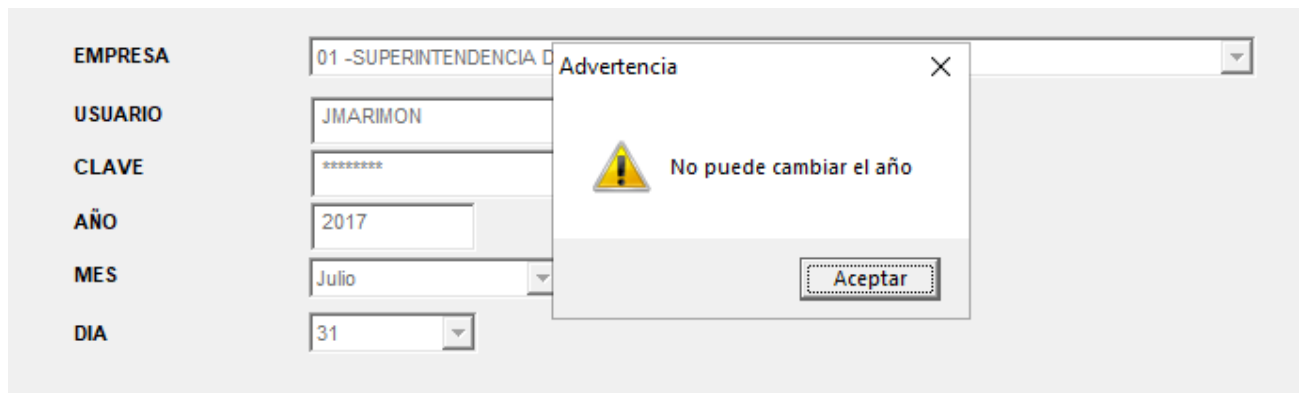 EMPRESA
01 -SUPERINTENDENCIA D
Advertencia
USUARIO
JMARIMON
CLAVE
********
No puede cambiar el año
AÑO
2017
MES
Julio
Aceptar
DIA
31